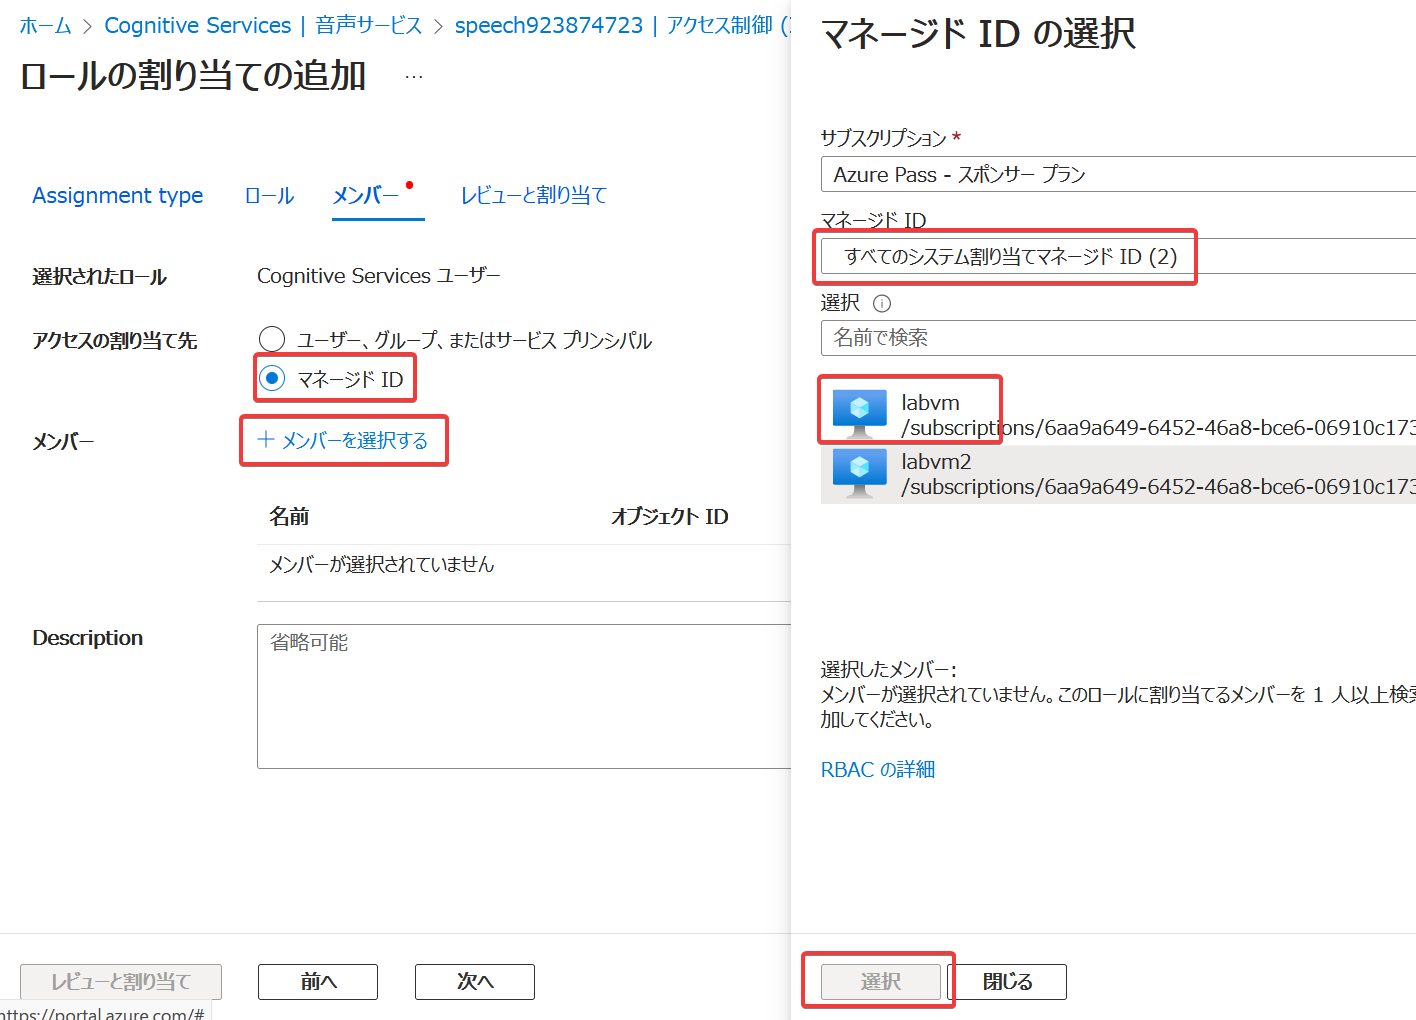 ホーム > Cognitive Services | 音声サービス > speech923874723 | アクセス制御 (
ロールの割り当ての追加 …
Assignment type ロール メンバー レビューと割り当て
選択されたロール Cognitive Services ユーザー
アクセスの割り当て先 ユーザー、グループ、またはサービス プリンシパル
マネージド ID
メンバー + メンバーを選択する
名前 オブジェクト ID
メンバーが選択されていません
Description 省略可能
レビューと割り当て 前へ 次へ
https://portal.azure.com/#
マネージド ID の選択
サブスクリプション *
Azure Pass - スポンサー プラン
マネージド ID
すべてのシステム割り当てマネージド ID (2)
選択
名前で検索
labvm
/subscriptions/6aa9a649-6452-46a8-bce6-06910c173
labvm2
/subscriptions/6aa9a649-6452-46a8-bce6-06910c173
選択したメンバー:
メンバーが選択されていません。このロールに割り当てるメンバーを 1 人以上検索
加してください。
RBAC の詳細
選択 閉じる